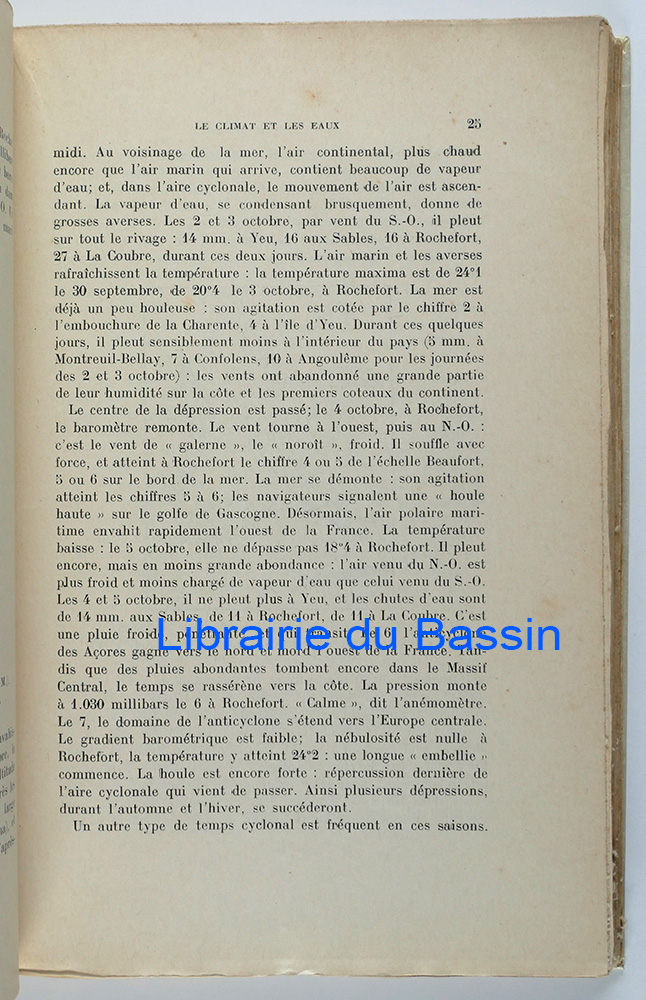 LE CLIMAT ET LES EAUX 25
midi. Au voisinage de la mer, l'air continental, plus chaud
encore que l'air marin qui arrive, contient beaucoup de vapeur
d'eau; et, dans l'aire cyclonale, le mouvement de l'air est ascen-
dant. La vapeur d'eau, se condensant brusquement, donne de
grosses averses. Les 2 et 3 octobre, par vent du S.-O., il pleut
sur tout le rivage : 14 mm. à Yeu, 16 aux Sables, 16 à Rochefort,
27 à La Coubre, durant ces deux jours. L'air marin et les averses
rafraîchissent la température : la température maxima est de 24°1
le 30 septembre, de 20°4 le 3 octobre, à Rochefort. La mer est
déjà un peu houleuse : son agitation est cotée par le chiffre 2 à
l'embouchure de la Charente, 4 à l'île d'Yeu. Durant ces quelques
jours, il pleut sensiblement moins à l'intérieur du pays (5 mm. à
Montreuil-Bellay, 7 à Confolens, 10 à Angoulême pour les journées
des 2 et 3 octobre) : les vents ont abandonné une grande partie
de leur humidité sur la côte et les premiers coteaux du continent.
Le centre de la dépression est passé; le 4 octobre, à Rochefort,
le baromètre remonte. Le vent tourne à l'ouest, puis au N.-O. :
c'est le vent de « galerne », le « noroît », froid. Il souffle avec
force, et atteint à Rochefort le chiffre 4 ou 5 de l'échelle Beaufort,
5 ou 6 sur le bord de la mer. La mer se démonte : son agitation
atteint les chiffres 5 à 6; les navigateurs signalent une « houle
haute » sur le golfe de Gascogne. Désormais, l'air polaire mari-
time envahit rapidement l'ouest de la France. La température
baisse : le 5 octobre, elle ne dépasse pas 18°4 à Rochefort. Il pleut
encore, mais en moins grande abondance : l'air venu du N.-O. est
plus froid et moins chargé de vapeur d'eau que celui venu du S.-O.
Les 4 et 5 octobre, il ne pleut plus à Yeu, et les chutes d'eau sont
de 14 mm. aux Sables, de 11 à Rochefort, de 11 à La Coubre. C'est
une pluie froide, pénétrante et qui transit. Le 6, l'anticyclone
Librairie du Bassin
des Açores gagne vers le nord et mord l'ouest de la France. Tan-
dis que des pluies abondantes tombent encore dans le Massif
Central, le temps se rassérène vers la côte. La pression monte
à 1.030 millibars le 6 à Rochefort. « Calme », dit l'anémomètre.
Le 7, le domaine de l'anticyclone s'étend vers l'Europe centrale.
Le gradient barométrique est faible; la nébulosité est nulle à
Rochefort, la température y atteint 24°2 : une longue « embellie »
commence. La houle est encore forte : répercussion dernière de
l'aire cyclonale qui vient de passer. Ainsi plusieurs dépressions,
durant l'automne et l'hiver, se succéderont.
Un autre type de temps cyclonal est fréquent en ces saisons.